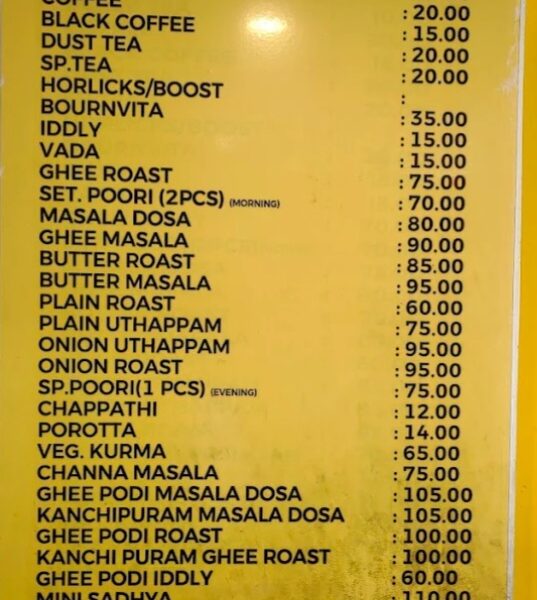 COFFEE : 20.00
BLACK COFFEE : 15.00
DUST TEA : 20.00
SP.TEA : 20.00
HORLICKS/BOOST :
BOURNVITA : 35.00
IDDLY : 15.00
VADA : 15.00
GHEE ROAST : 75.00
SET. POORI (2PCS) (MORNING) : 70.00
MASALA DOSA : 80.00
GHEE MASALA : 90.00
BUTTER ROAST : 85.00
BUTTER MASALA : 95.00
PLAIN ROAST : 60.00
PLAIN UTHAPPAM : 75.00
ONION UTHAPPAM : 95.00
ONION ROAST : 95.00
SP.POORI(1 PCS) (EVENING) : 75.00
CHAPPATHI : 12.00
POROTTA : 14.00
VEG. KURMA : 65.00
CHANNA MASALA : 75.00
GHEE PODI MASALA DOSA : 105.00
KANCHIPURAM MASALA DOSA : 105.00
GHEE PODI ROAST : 100.00
KANCHI PURAM GHEE ROAST : 100.00
GHEE PODI IDDLY : 60.00
MINI SADHYA : 110.00